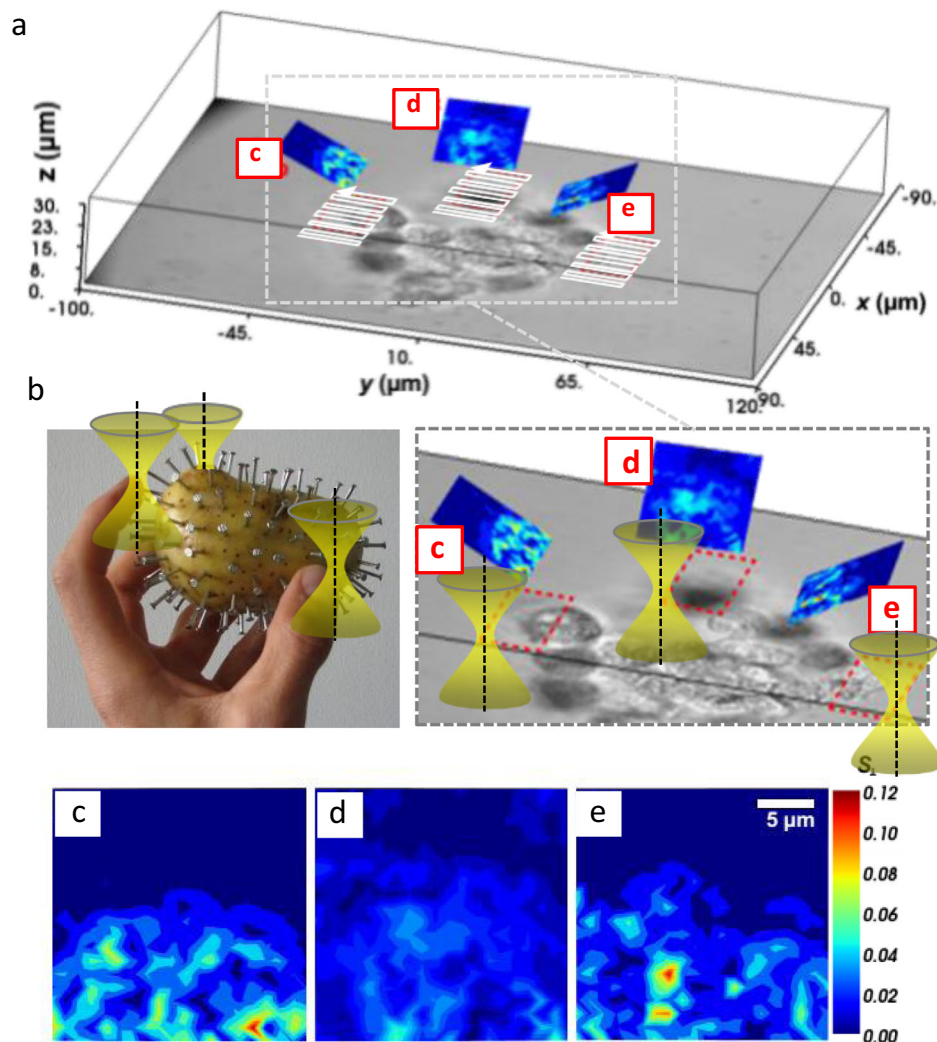 a
d
c
e
z (µm)
30.
23.
15.
8.
0.
-100.
-45.
10.
65.
120.
y (µm)
-90.
-45.
0.
45.
90.
x (µm)
b
d
c
e
c
d
e
5 µm
S⊥
0.12
0.10
0.08
0.06
0.04
0.02
0.00